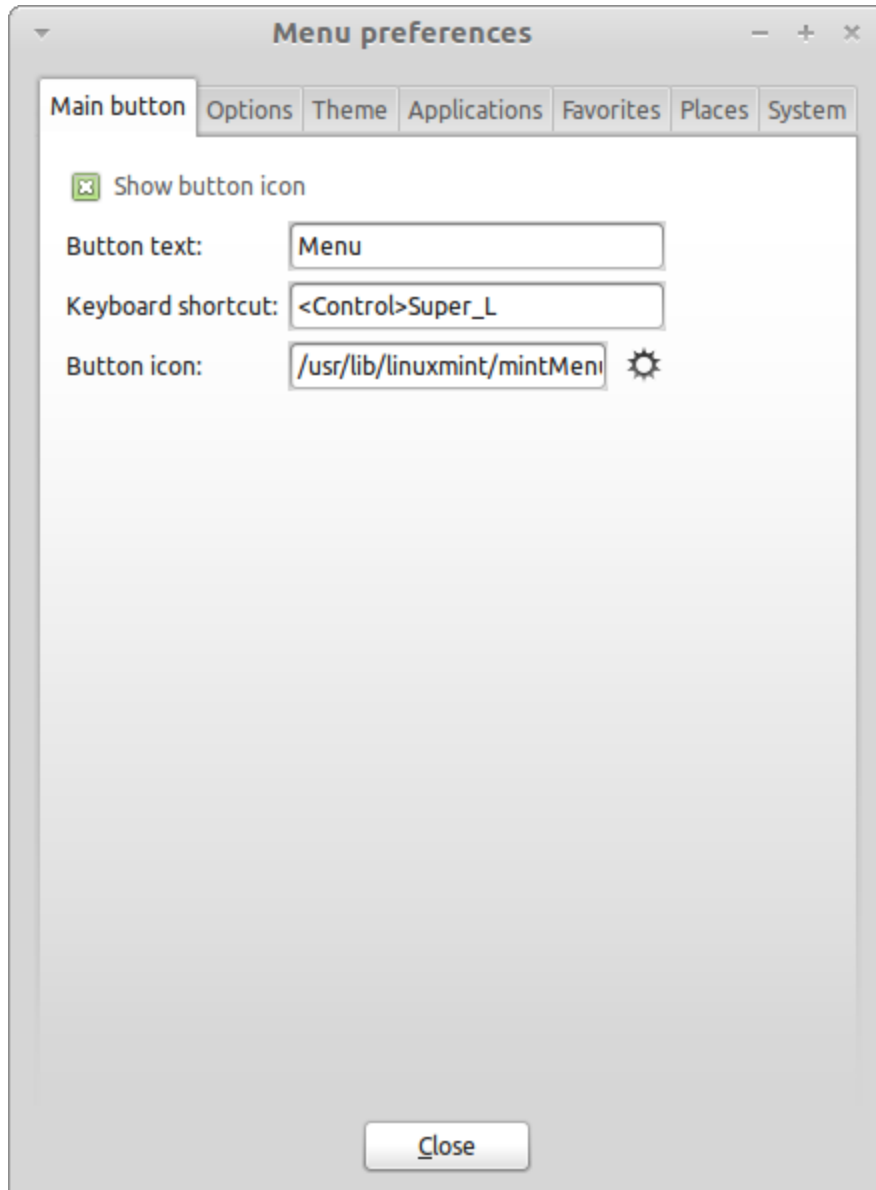 Menu preferences
Main button Options Theme Applications Favorites Places System
Show button icon
Button text: Menu
Keyboard shortcut: <Control>Super_L
Button icon: /usr/lib/linuxmint/mintMen
Close